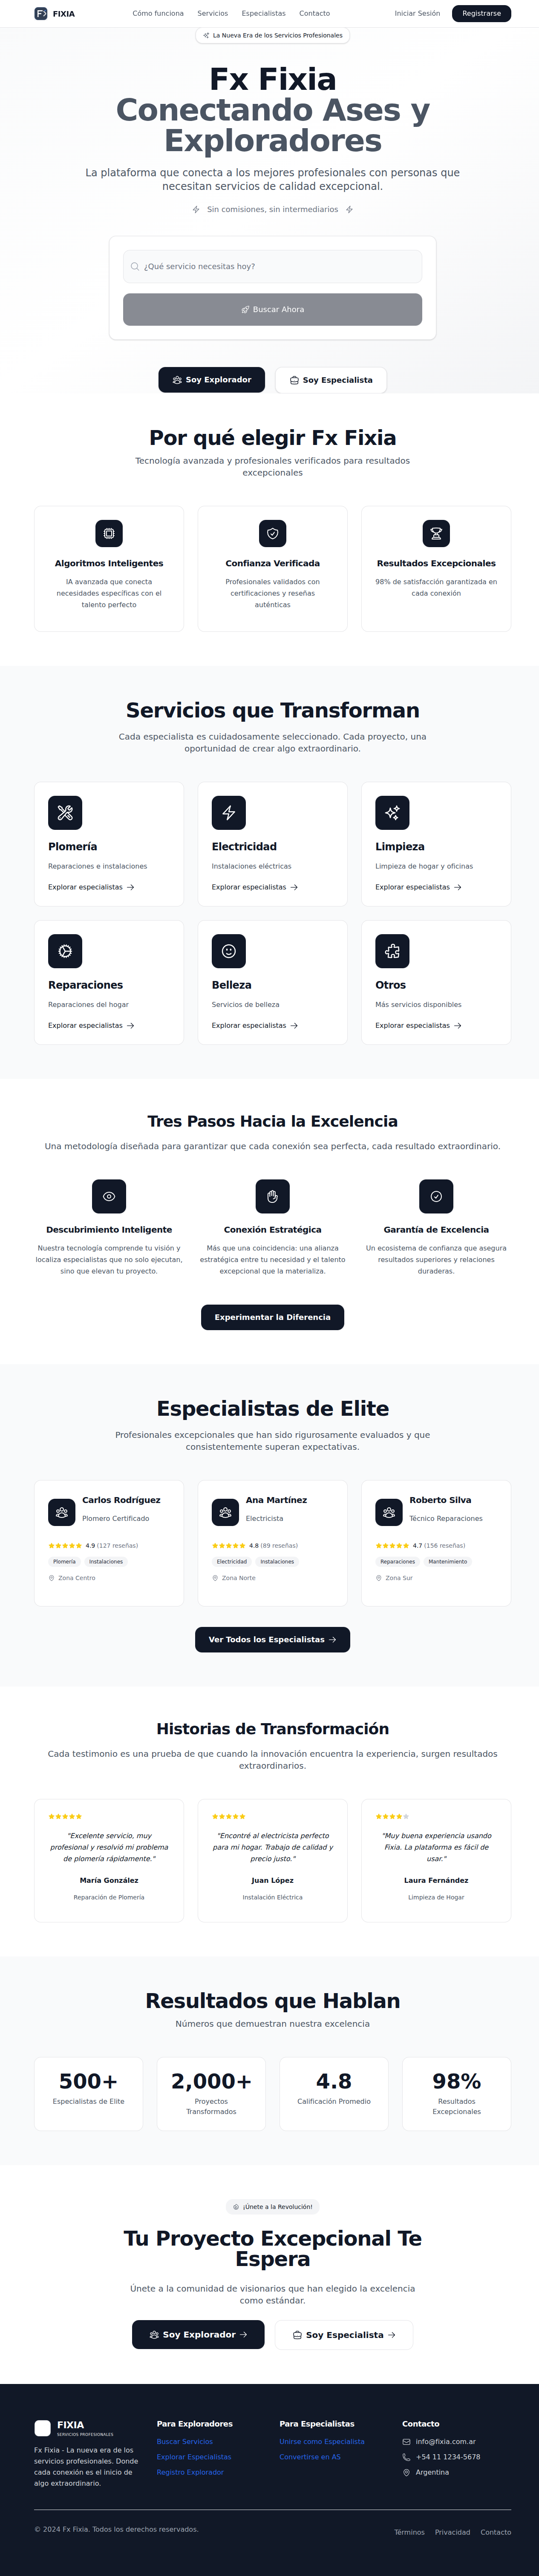 FIXIA
Cómo funciona
Servicios
Especialistas
Contacto
Iniciar Sesión
Registrarse
La Nueva Era de los Servicios Profesionales
Fx Fixia
Conectando Ases y
Exploradores
La plataforma que conecta a los mejores profesionales con personas que
necesitan servicios de calidad excepcional.
Sin comisiones, sin intermediarios
¿Qué servicio necesitas hoy?
Buscar Ahora
Soy Explorador
Soy Especialista
Por qué elegir Fx Fixia
Tecnología avanzada y profesionales verificados para resultados
excepcionales
Algoritmos Inteligentes
IA avanzada que conecta
necesidades específicas con el
talento perfecto
Confianza Verificada
Profesionales validados con
certificaciones y reseñas
auténticas
Resultados Excepcionales
98% de satisfacción garantizada en
cada conexión
Servicios que Transforman
Cada especialista es cuidadosamente seleccionado. Cada proyecto, una
oportunidad de crear algo extraordinario.
Plomería
Reparaciones e instalaciones
Explorar especialistas
Electricidad
Instalaciones eléctricas
Explorar especialistas
Limpieza
Limpieza de hogar y oficinas
Explorar especialistas
Reparaciones
Reparaciones del hogar
Explorar especialistas
Belleza
Servicios de belleza
Explorar especialistas
Otros
Más servicios disponibles
Explorar especialistas
Tres Pasos Hacia la Excelencia
Una metodología diseñada para garantizar que cada conexión sea perfecta, cada resultado extraordinario.
Descubrimiento Inteligente
Nuestra tecnología comprende tu visión y
localiza especialistas que no solo ejecutan,
sino que elevan tu proyecto.
Conexión Estratégica
Más que una coincidencia: una alianza
estratégica entre tu necesidad y el talento
excepcional que la materializa.
Garantía de Excelencia
Un ecosistema de confianza que asegura
resultados superiores y relaciones
duraderas.
Experimentar la Diferencia
Especialistas de Elite
Profesionales excepcionales que han sido rigurosamente evaluados y que
consistentemente superan expectativas.
Carlos Rodríguez
Plomero Certificado
4.9 (127 reseñas)
Plomería
Instalaciones
Zona Centro
Ana Martínez
Electricista
4.8 (89 reseñas)
Electricidad
Instalaciones
Zona Norte
Roberto Silva
Técnico Reparaciones
4.7 (156 reseñas)
Reparaciones
Mantenimiento
Zona Sur
Ver Todos los Especialistas
Historias de Transformación
Cada testimonio es una prueba de que cuando la innovación encuentra la experiencia, surgen resultados
extraordinarios.
"Excelente servicio, muy
profesional y resolvió mi problema
de plomería rápidamente."
María González
Reparación de Plomería
"Encontré al electricista perfecto
para mi hogar. Trabajo de calidad y
precio justo."
Juan López
Instalación Eléctrica
"Muy buena experiencia usando
Fixia. La plataforma es fácil de
usar."
Laura Fernández
Limpieza de Hogar
Resultados que Hablan
Números que demuestran nuestra excelencia
500+
Especialistas de Elite
2,000+
Proyectos
Transformados
4.8
Calificación Promedio
98%
Resultados
Excepcionales
¡Únete a la Revolución!
Tu Proyecto Excepcional Te
Espera
Únete a la comunidad de visionarios que han elegido la excelencia
como estándar.
Soy Explorador
Soy Especialista
FIXIA
SERVICIOS PROFESIONALES
Fx Fixia - La nueva era de los
servicios profesionales. Donde
cada conexión es el inicio de
algo extraordinario.
Para Exploradores
Buscar Servicios
Explorar Especialistas
Registro Explorador
Para Especialistas
Unirse como Especialista
Convertirse en AS
Contacto
info@fixia.com.ar
+54 11 1234-5678
Argentina
© 2024 Fx Fixia. Todos los derechos reservados.
Términos
Privacidad
Contacto